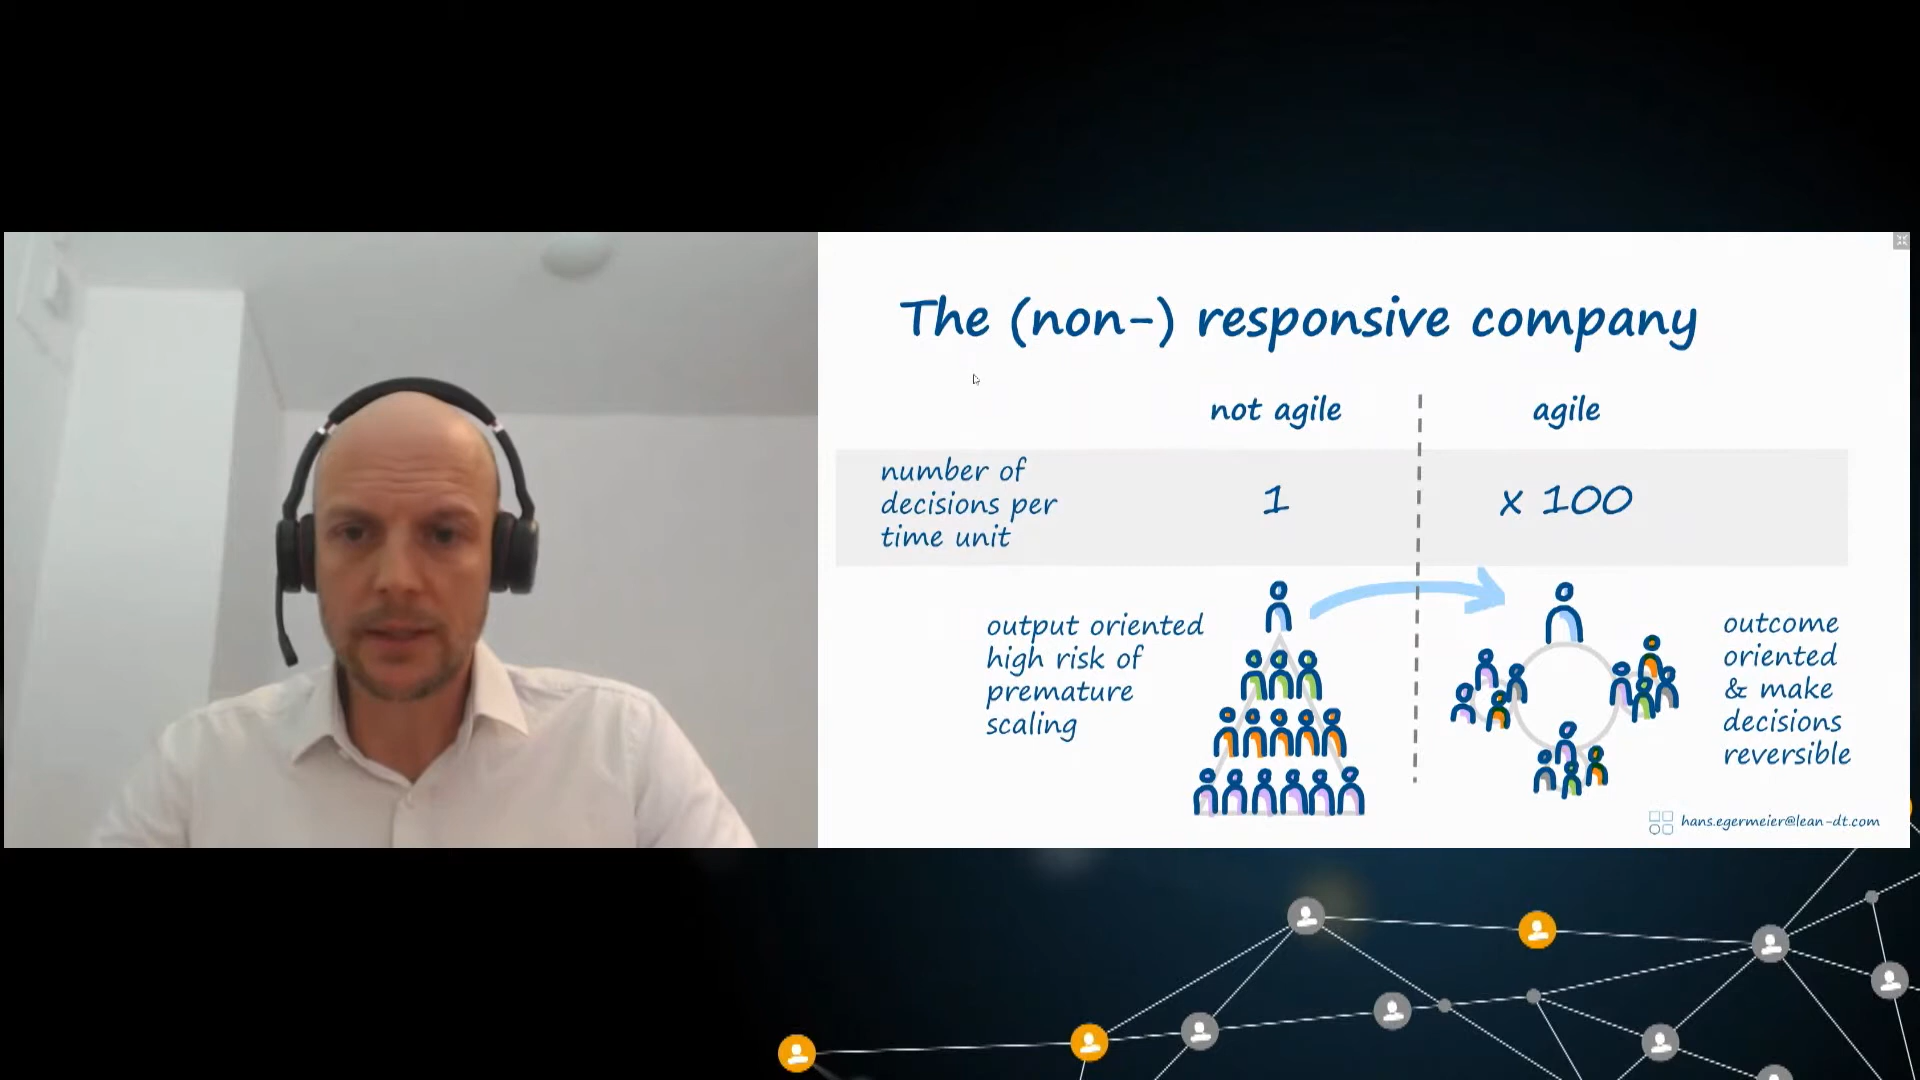 The (non-) responsive company
not agile
agile
number of
decisions per
time unit
1
x 100
output oriented
high risk of
premature
scaling
outcome
oriented
& make
decisions
reversible
hans.egermeier@lean-dt.com